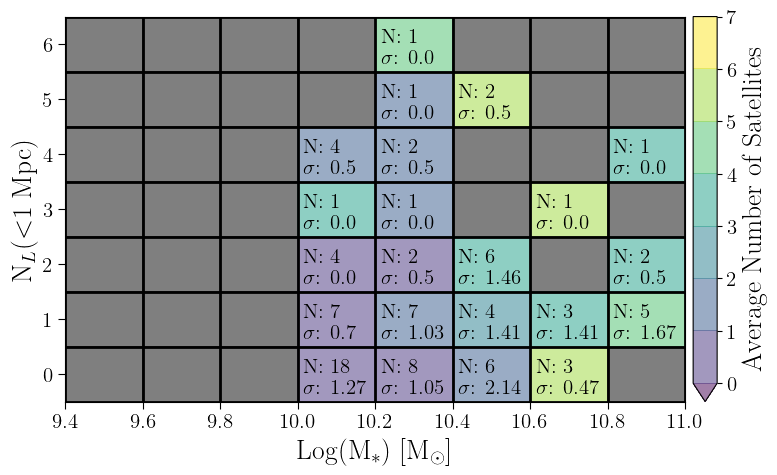 7
6
N: 1
σ: 0.0
6
5
N: 1
σ: 0.0
N: 2
σ: 0.5
5
4
N: 4
σ: 0.5
N: 2
σ: 0.5
N: 1
σ: 0.0
4
3
N: 1
σ: 0.0
N: 1
σ: 0.0
N: 1
σ: 0.0
3
2
N: 4
σ: 0.0
N: 2
σ: 0.5
N: 6
σ: 1.46
N: 2
σ: 0.5
2
1
N: 7
σ: 0.7
N: 7
σ: 1.03
N: 4
σ: 1.41
N: 3
σ: 1.41
N: 5
σ: 1.67
1
0
N: 18
σ: 1.27
N: 8
σ: 1.05
N: 6
σ: 2.14
N: 3
σ: 0.47
0
N_L(<1 Mpc)
Average Number of Satellites
9.4 9.6 9.8 10.0 10.2 10.4 10.6 10.8 11.0
Log(M_*) [M_⊙]